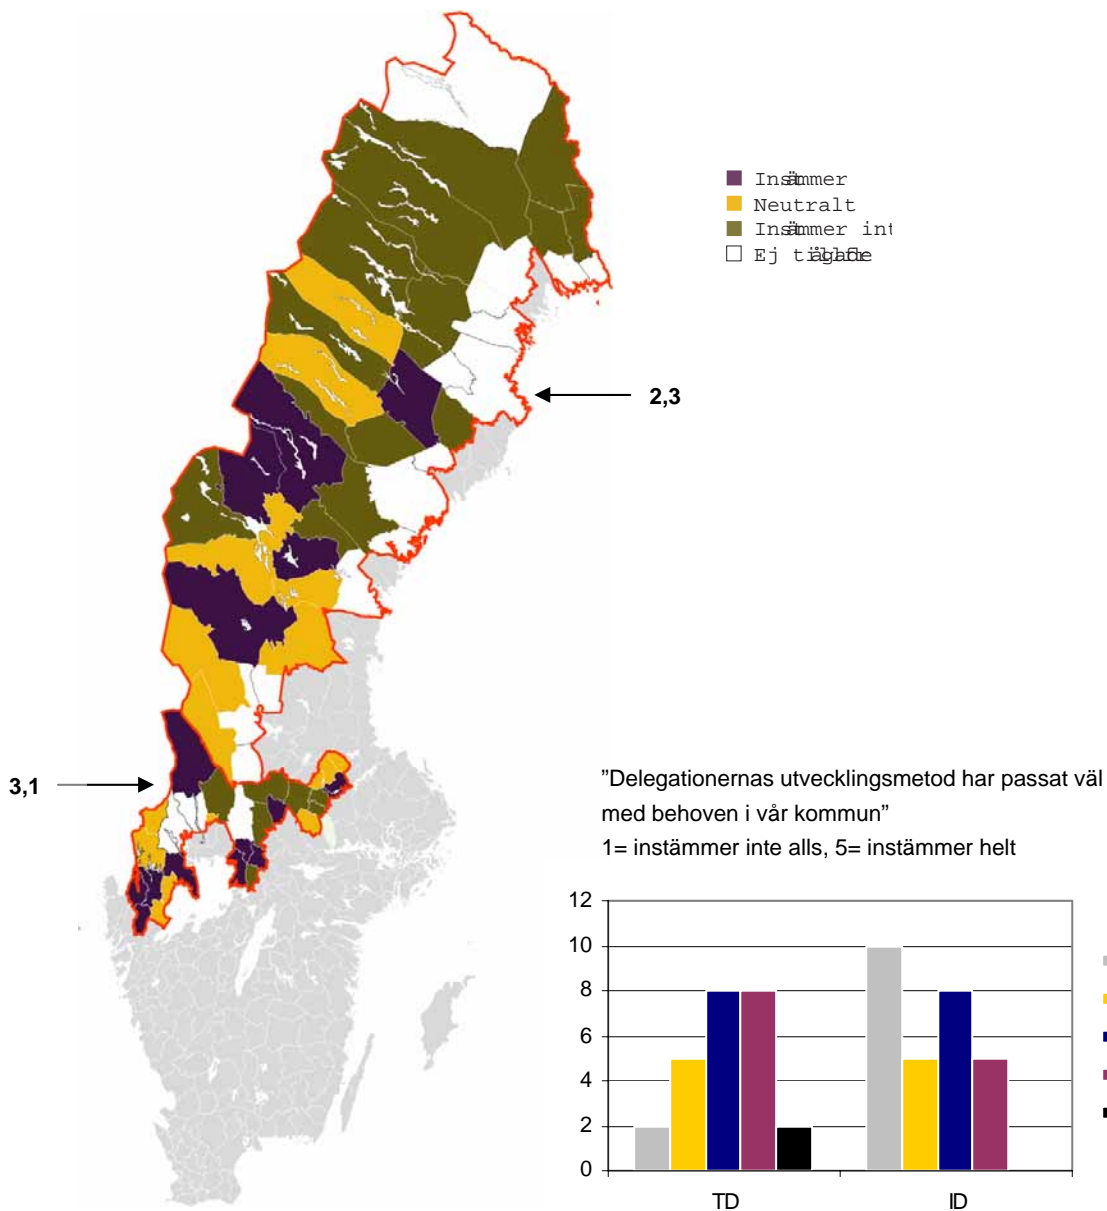 Neutralt
Ej
2,3
3,1
”Delegationernas utvecklingsmetod har passat väl
med behoven i vår kommun”
1= instämmer inte alls, 5= instämmer helt
12
10
8
6
4
2
0
TD
ID